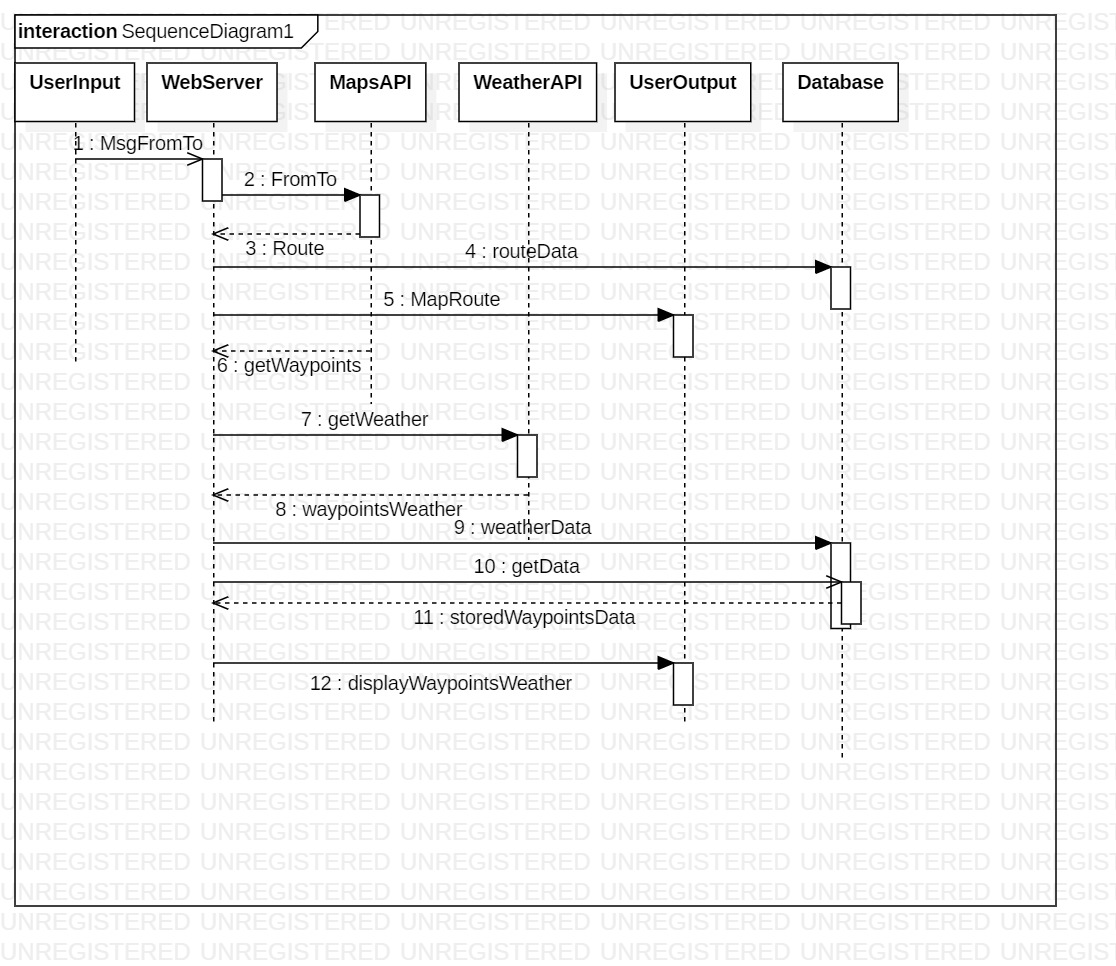 interaction SequenceDiagram1
UserInput
WebServer
MapsAPI
WeatherAPI
UserOutput
Database
1 : MsgFromTo
2 : FromTo
3 : Route
4 : routeData
5 : MapRoute
6 : getWaypoints
7 : getWeather
8 : waypointsWeather
9 : weatherData
10 : getData
11 : storedWaypointsData
12 : displayWaypointsWeather
UNREGISTERED